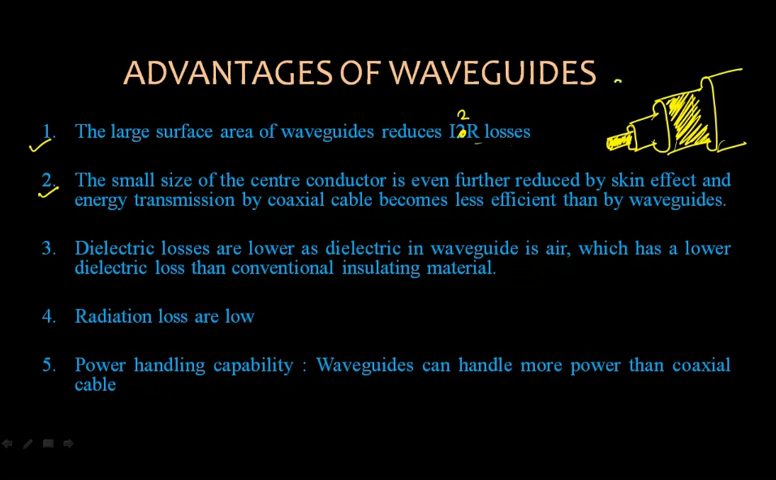 ADVANTAGES OF WAVEGUIDES
2
1. The large surface area of waveguides reduces I2R losses
2. The small size of the centre conductor is even further reduced by skin effect and
energy transmission by coaxial cable becomes less efficient than by waveguides.
3. Dielectric losses are lower as dielectric in waveguide is air, which has a lower
dielectric loss than conventional insulating material.
4. Radiation loss are low
5. Power handling capability : Waveguides can handle more power than coaxial
cable